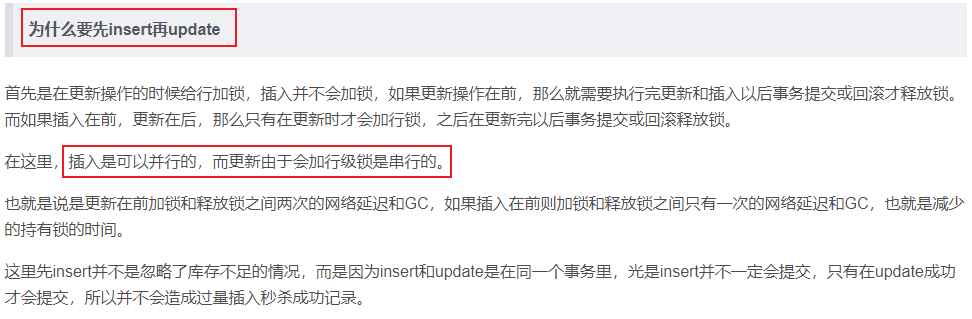 为什么要先insert再update
首先是在更新操作的时候给行加锁，插入并不会加锁，如果更新操作在前，那么就需要执行完更新和插入以后事务提交或回滚才释放锁。
而如果插入在前，更新在后，那么只有在更新时才会加行锁，之后在更新完以后事务提交或回滚释放锁。
在这里，插入是可以并行的，而更新由于会加行级锁是串行的。
也就是说是更新在前加锁和释放锁之间两次的网络延迟和GC，如果插入在前则加锁和释放锁之间只有一次的网络延迟和GC，也就是减少
的持有锁的时间。
这里先insert并不是忽略了库存不足的情况，而是因为insert和update是在同一个事务里，光是insert并不一定会提交，只有在update成功
才会提交，所以并不会造成过量插入秒杀成功记录。